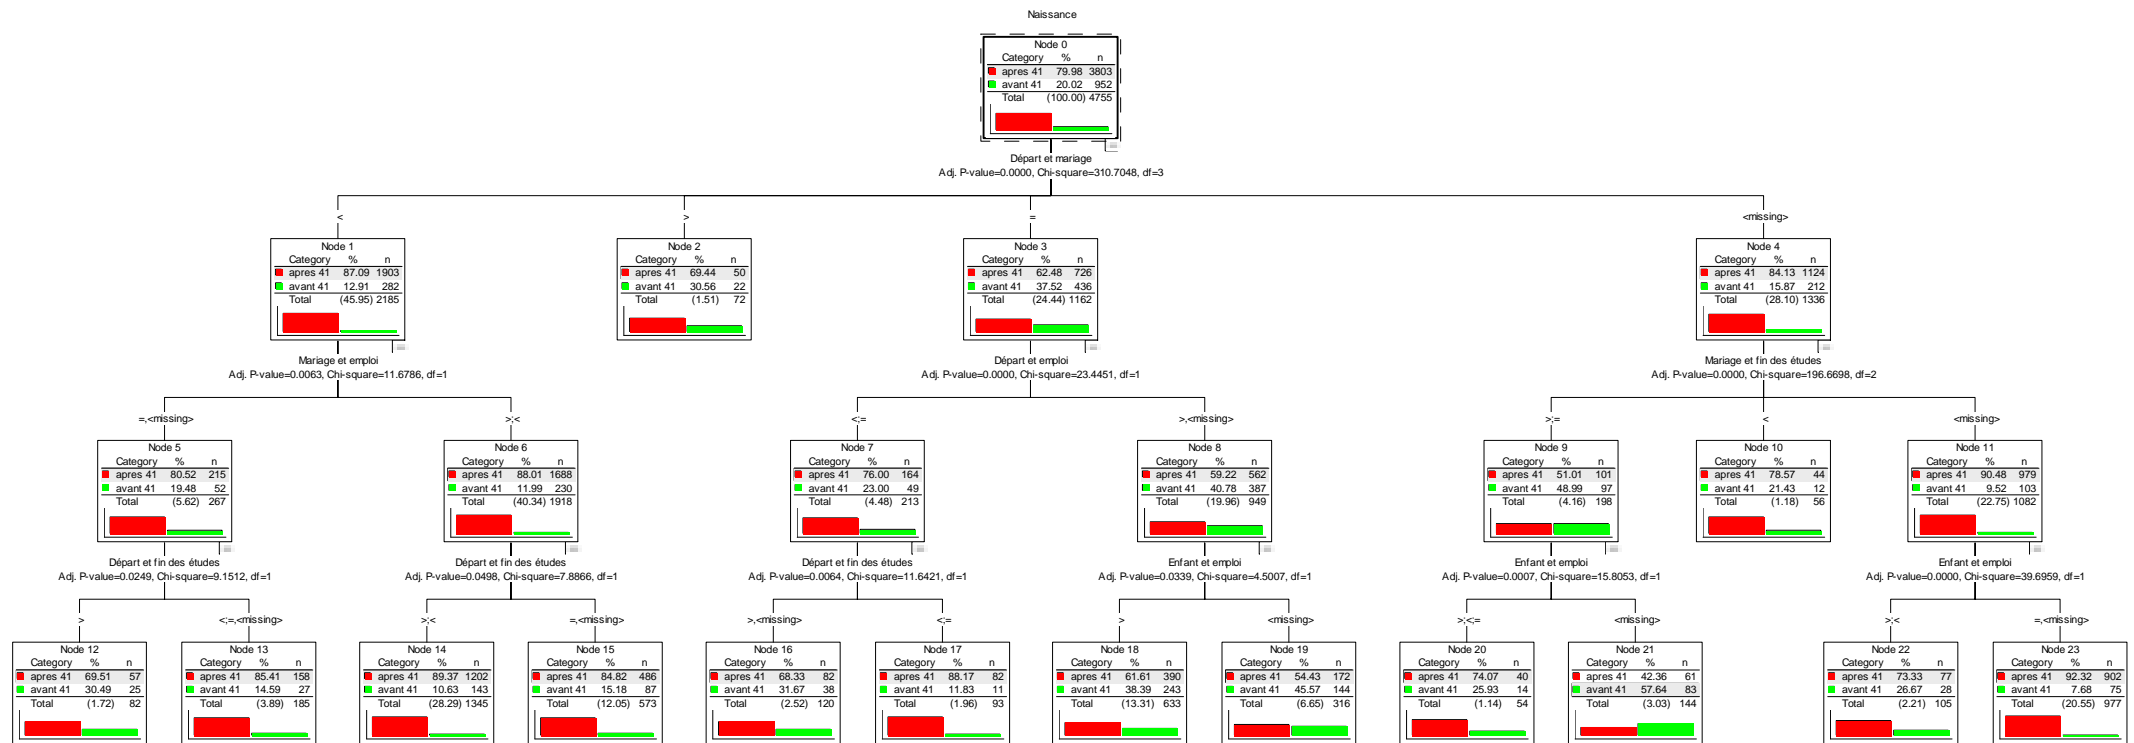 Naissance
Node 0
Category % n
apres 41 79.98 3803
avant 41 20.02 952
Total (100.00) 4755
Départ et mariage
Adj. P-value=0.0000, Chi-square=310.7048, df=3
< > = <missing>
Node 1
Category % n
apres 41 87.09 1903
avant 41 12.91 282
Total (45.95) 2185
Node 2
Category % n
apres 41 69.44 50
avant 41 30.56 22
Total (1.51) 72
Node 3
Category % n
apres 41 62.48 726
avant 41 37.52 436
Total (24.44) 1162
Node 4
Category % n
apres 41 84.13 1124
avant 41 15.87 212
Total (28.10) 1336
Mariage et emploi
Adj. P-value=0.0063, Chi-square=11.6786, df=1
Départ et emploi
Adj. P-value=0.0000, Chi-square=23.4451, df=1
Mariage et fin des études
Adj. P-value=0.0000, Chi-square=196.6698, df=2
=,<missing> >;< <;= >,<missing> >;= < <missing>
Node 5
Category % n
apres 41 80.52 215
avant 41 19.48 52
Total (5.62) 267
Node 6
Category % n
apres 41 88.01 1688
avant 41 11.99 230
Total (40.34) 1918
Node 7
Category % n
apres 41 76.00 164
avant 41 23.00 49
Total (4.48) 213
Node 8
Category % n
apres 41 59.22 562
avant 41 40.78 387
Total (19.96) 949
Node 9
Category % n
apres 41 51.01 101
avant 41 48.99 97
Total (4.16) 198
Node 10
Category % n
apres 41 78.57 44
avant 41 21.43 12
Total (1.18) 56
Node 11
Category % n
apres 41 90.48 979
avant 41 9.52 103
Total (22.75) 1082
Départ et fin des études
Adj. P-value=0.0249, Chi-square=9.1512, df=1
Départ et fin des études
Adj. P-value=0.0498, Chi-square=7.8866, df=1
Départ et fin des études
Adj. P-value=0.0064, Chi-square=11.6421, df=1
Enfant et emploi
Adj. P-value=0.0339, Chi-square=4.5007, df=1
Enfant et emploi
Adj. P-value=0.0007, Chi-square=15.8053, df=1
Enfant et emploi
Adj. P-value=0.0000, Chi-square=39.6959, df=1
> <;=,<missing> >;< =,<missing> >,<missing> <;= > <missing> >;<;= <missing> >;< =,<missing>
Node 12
Category % n
apres 41 69.51 57
avant 41 30.49 25
Total (1.72) 82
Node 13
Category % n
apres 41 85.41 158
avant 41 14.59 27
Total (3.89) 185
Node 14
Category % n
apres 41 89.37 1202
avant 41 10.63 143
Total (28.29) 1345
Node 15
Category % n
apres 41 84.82 486
avant 41 15.18 87
Total (12.05) 573
Node 16
Category % n
apres 41 68.33 82
avant 41 31.67 38
Total (2.52) 120
Node 17
Category % n
apres 41 88.17 82
avant 41 11.83 11
Total (1.96) 93
Node 18
Category % n
apres 41 61.61 390
avant 41 38.39 243
Total (13.31) 633
Node 19
Category % n
apres 41 54.43 172
avant 41 45.57 144
Total (6.65) 316
Node 20
Category % n
apres 41 74.07 40
avant 41 25.93 14
Total (1.14) 54
Node 21
Category % n
apres 41 42.36 61
avant 41 57.64 83
Total (3.03) 144
Node 22
Category % n
apres 41 73.33 77
avant 41 26.67 28
Total (2.21) 105
Node 23
Category % n
apres 41 92.32 902
avant 41 7.68 75
Total (20.55) 977